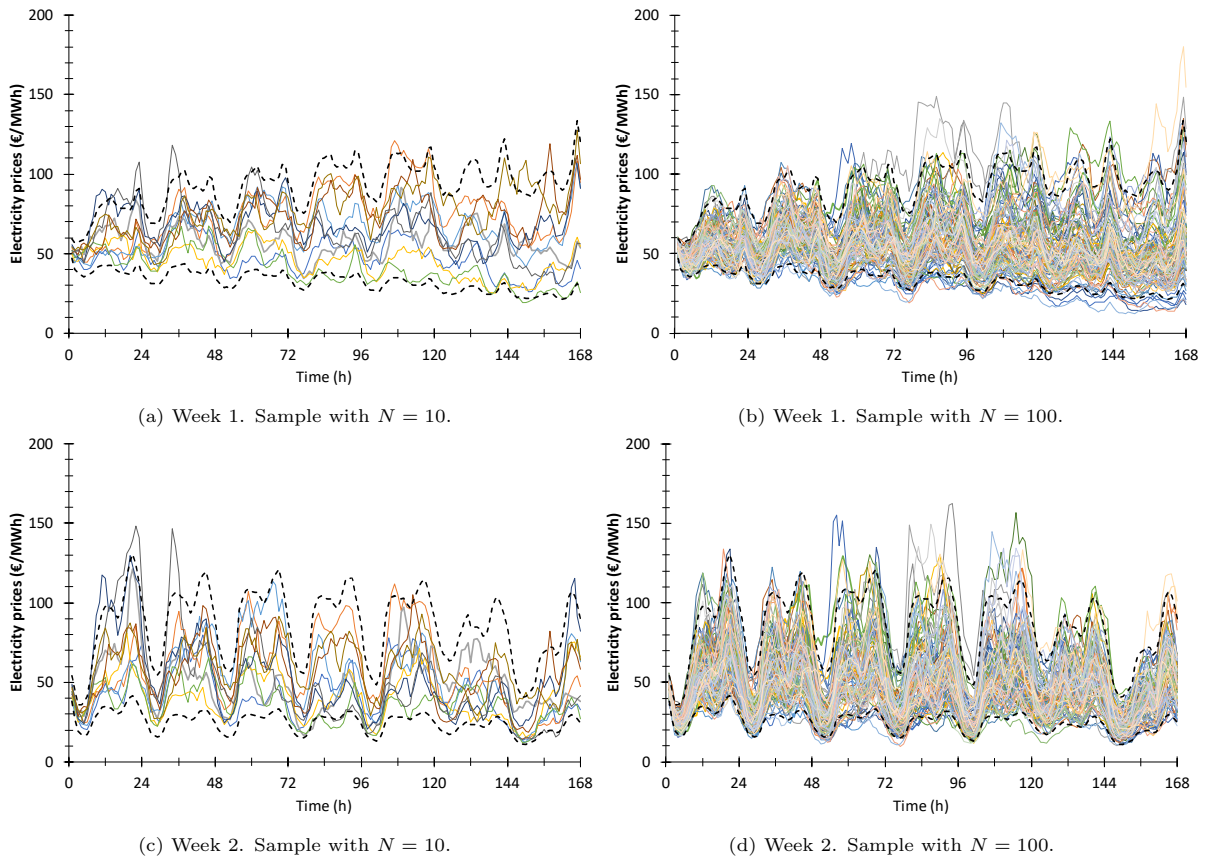 200
150
100
50
0
Electricity prices (€/MWh)
0 24 48 72 96 120 144 168
Time (h)
(a) Week 1. Sample with N = 10.
200
150
100
50
0
Electricity prices (€/MWh)
0 24 48 72 96 120 144 168
Time (h)
(b) Week 1. Sample with N = 100.
200
150
100
50
0
Electricity prices (€/MWh)
0 24 48 72 96 120 144 168
Time (h)
(c) Week 2. Sample with N = 10.
200
150
100
50
0
Electricity prices (€/MWh)
0 24 48 72 96 120 144 168
Time (h)
(d) Week 2. Sample with N = 100.